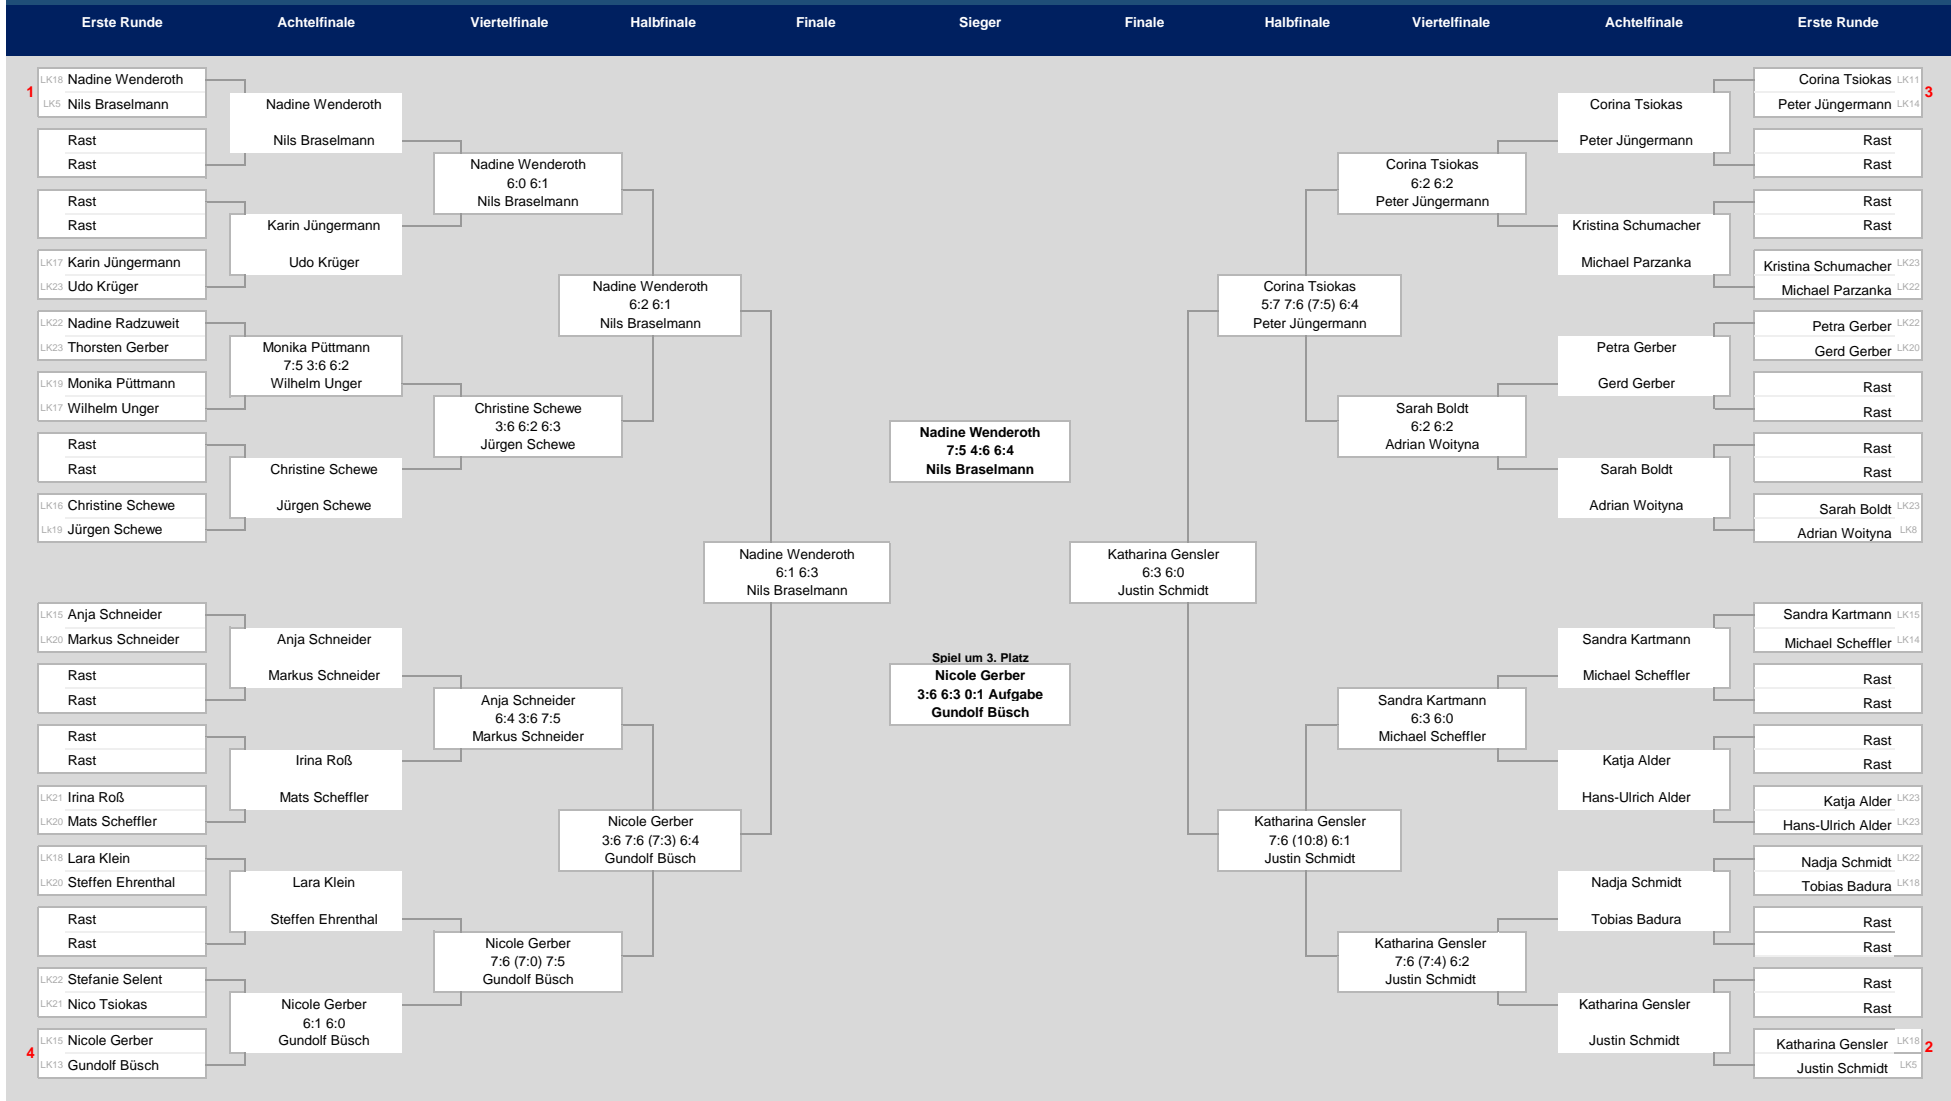 Erste Runde Achtelfinale Viertelfinale Halbfinale Finale Sieger Finale Halbfinale Viertelfinale Achtelfinale Erste Runde
1
LK18 Nadine Wenderoth
LK5 Nils Braselmann
Rast
Rast
Rast
Rast
LK17 Karin Jüngermann
LK23 Udo Krüger
LK22 Nadine Radzuweit
LK23 Thorsten Gerber
LK19 Monika Püttmann
LK17 Wilhelm Unger
Rast
Rast
LK16 Christine Schewe
Lk19 Jürgen Schewe
LK15 Anja Schneider
LK20 Markus Schneider
Rast
Rast
Rast
Rast
LK21 Irina Roß
LK20 Mats Scheffler
LK18 Lara Klein
LK20 Steffen Ehrenthal
Rast
Rast
LK22 Stefanie Selent
LK21 Nico Tsiokas
4
LK15 Nicole Gerber
LK13 Gundolf Büsch
Nadine Wenderoth
Nils Braselmann
Karin Jüngermann
Udo Krüger
Monika Püttmann
7:5 3:6 6:2
Wilhelm Unger
Christine Schewe
Jürgen Schewe
Anja Schneider
Markus Schneider
Irina Roß
Mats Scheffler
Lara Klein
Steffen Ehrenthal
Nicole Gerber
6:1 6:0
Gundolf Büsch
Nadine Wenderoth
6:0 6:1
Nils Braselmann
Christine Schewe
3:6 6:2 6:3
Jürgen Schewe
Anja Schneider
6:4 3:6 7:5
Markus Schneider
Nicole Gerber
7:6 (7:0) 7:5
Gundolf Büsch
Nadine Wenderoth
6:2 6:1
Nils Braselmann
Nicole Gerber
3:6 7:6 (7:3) 6:4
Gundolf Büsch
Nadine Wenderoth
6:1 6:3
Nils Braselmann
Nadine Wenderoth
7:5 4:6 6:4
Nils Braselmann
Spiel um 3. Platz
Nicole Gerber
3:6 6:3 0:1 Aufgabe
Gundolf Büsch
Katharina Gensler
6:3 6:0
Justin Schmidt
Corina Tsiokas
5:7 7:6 (7:5) 6:4
Peter Jüngermann
Katharina Gensler
7:6 (10:8) 6:1
Justin Schmidt
Corina Tsiokas
6:2 6:2
Peter Jüngermann
Sarah Boldt
6:2 6:2
Adrian Woityna
Sandra Kartmann
6:3 6:0
Michael Scheffler
Katharina Gensler
7:6 (7:4) 6:2
Justin Schmidt
Corina Tsiokas
Peter Jüngermann
Kristina Schumacher
Michael Parzanka
Petra Gerber
Gerd Gerber
Sarah Boldt
Adrian Woityna
Sandra Kartmann
Michael Scheffler
Katja Alder
Hans-Ulrich Alder
Nadja Schmidt
Tobias Badura
Katharina Gensler
Justin Schmidt
Corina Tsiokas LK11
3
Peter Jüngermann LK14
Rast
Rast
Rast
Rast
Kristina Schumacher LK23
Michael Parzanka LK22
Petra Gerber LK22
Gerd Gerber LK20
Rast
Rast
Rast
Rast
Sarah Boldt LK23
Adrian Woityna LK8
Sandra Kartmann LK15
Michael Scheffler LK14
Rast
Rast
Rast
Rast
Katja Alder LK23
Hans-Ulrich Alder LK23
Nadja Schmidt LK22
Tobias Badura LK18
Rast
Rast
Rast
Rast
Katharina Gensler LK18
2
Justin Schmidt LK5